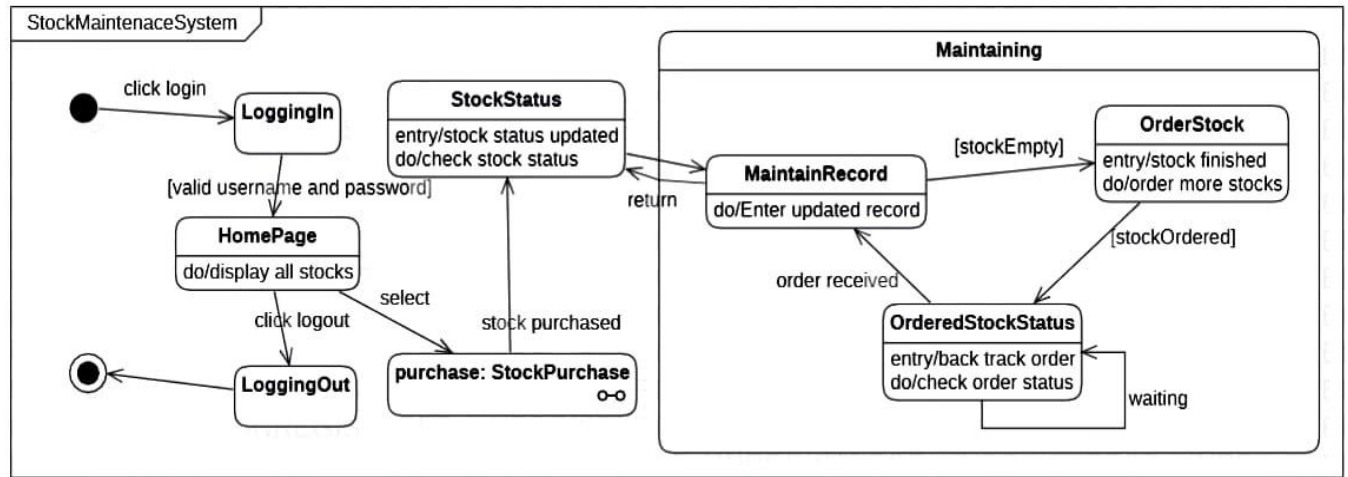 StockMaintenaceSystem
Maintaining
click login
LoggingIn
StockStatus
entry/stock status updated
do/check stock status
OrderStock
entry/stock finished
do/order more stocks
[stockEmpty]
MaintainRecord
do/Enter updated record
[valid username and password]
return
HomePage
do/display all stocks
[stockOrdered]
order received
select
click logout
stock purchased
OrderedStockStatus
entry/back track order
do/check order status
purchase: StockPurchase
LoggingOut
waiting